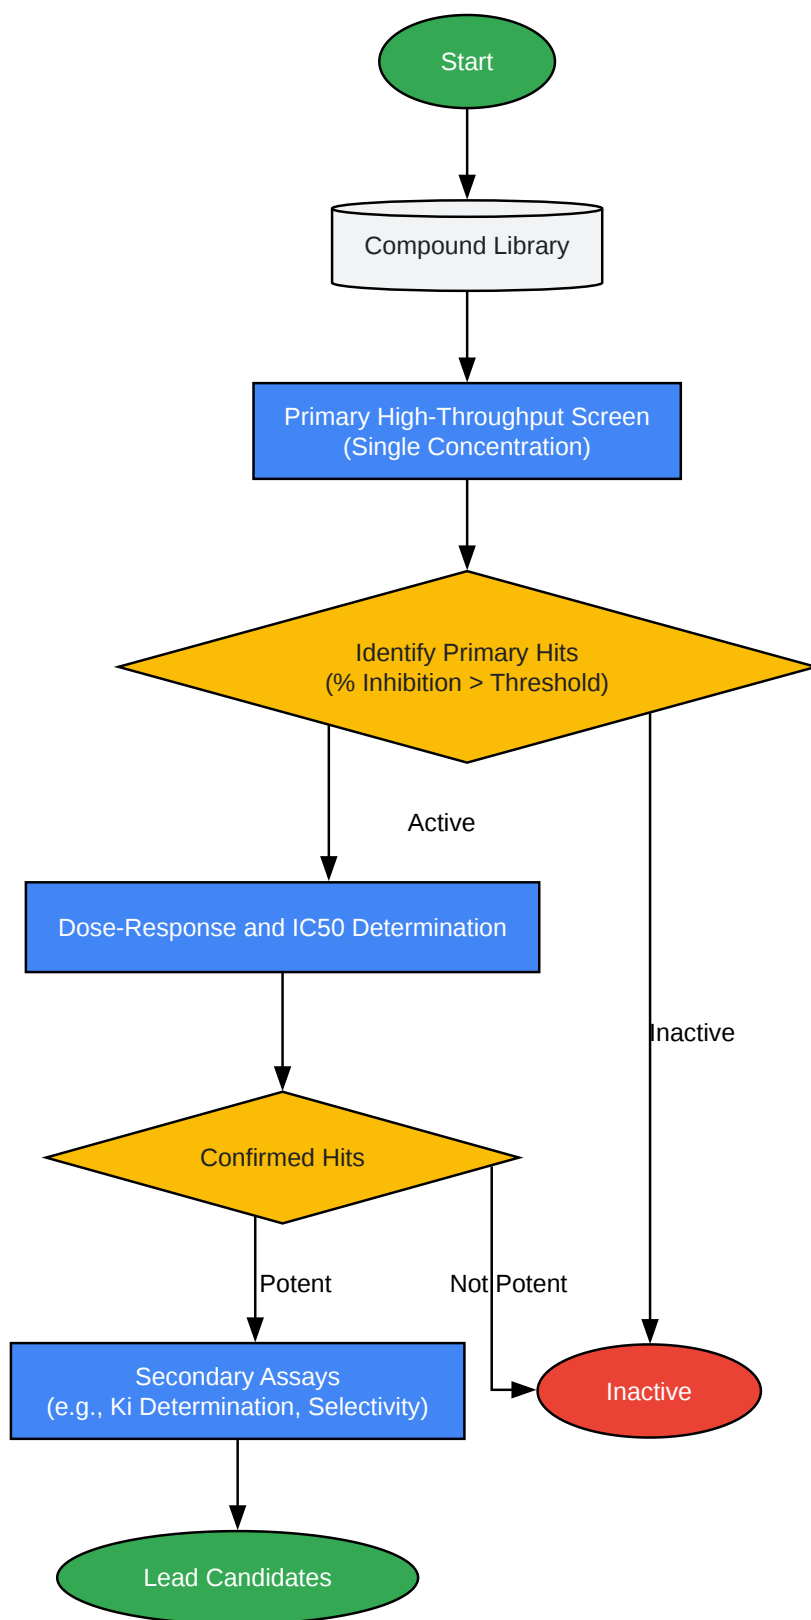 Start
Compound Library
Primary High-Throughput Screen
(Single Concentration)
Identify Primary Hits
(% Inhibition > Threshold)
Active
Dose-Response and IC50 Determination
Inactive
Confirmed Hits
Potent
Not Potent
Secondary Assays
(e.g., Ki Determination, Selectivity)
Inactive
Lead Candidates